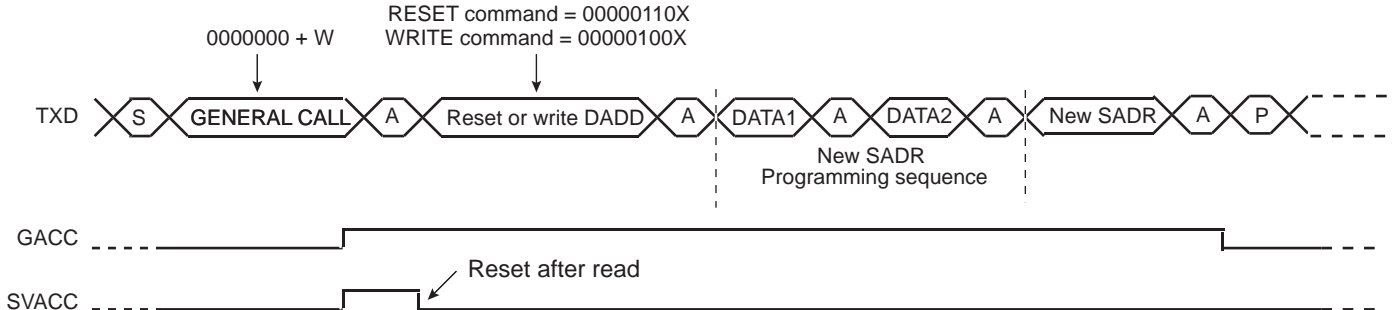 RESET command = 00000110X
0000000 + W
WRITE command = 00000100X
TXD
S
GENERAL CALL
A
Reset or write DADD
A
DATA1
A
DATA2
A
New SADR
A
P
New SADR
Programming sequence
GACC
Reset after read
SVACC